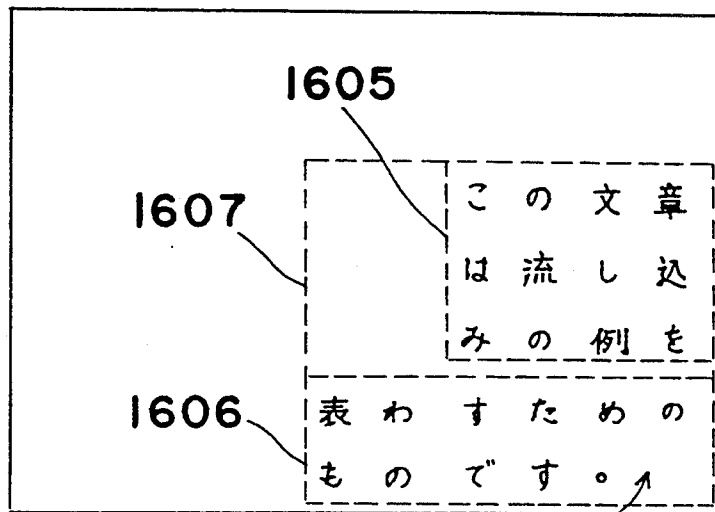 1605
1607
この文章
は流し込
みの例を
1606
表わすための
ものです。